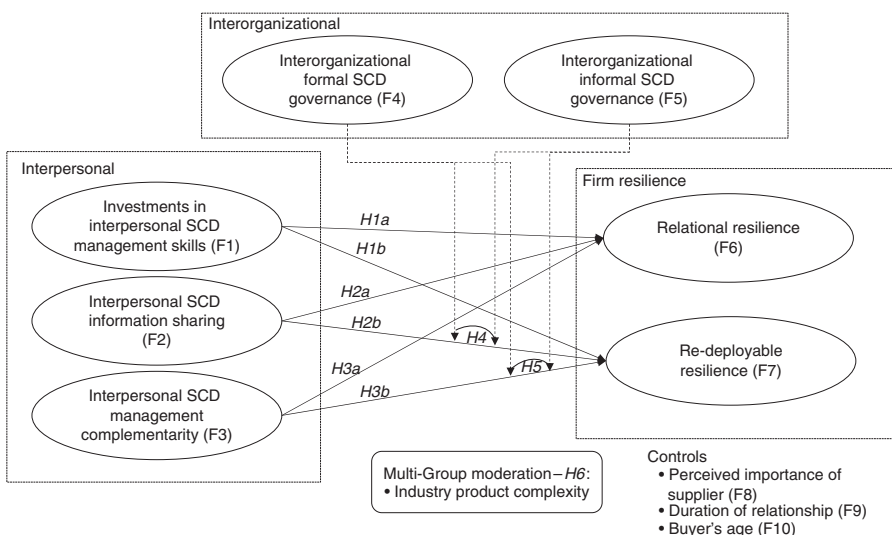 Interorganizational
Interorganizational
formal SCD
governance (F4)
Interorganizational
informal SCD
governance (F5)
Interpersonal
Investments in
interpersonal SCD
management skills (F1)
Interpersonal SCD
information sharing
(F2)
Interpersonal SCD
management
complementarity (F3)
H1a
H1b
H2a
H2b
H4
H3a
H3b
H5
Firm resilience
Relational resilience
(F6)
Re-deployable
resilience (F7)
Multi-Group moderation – H6:
• Industry product complexity
Controls
• Perceived importance of
supplier (F8)
• Duration of relationship (F9)
• Buyer's age (F10)